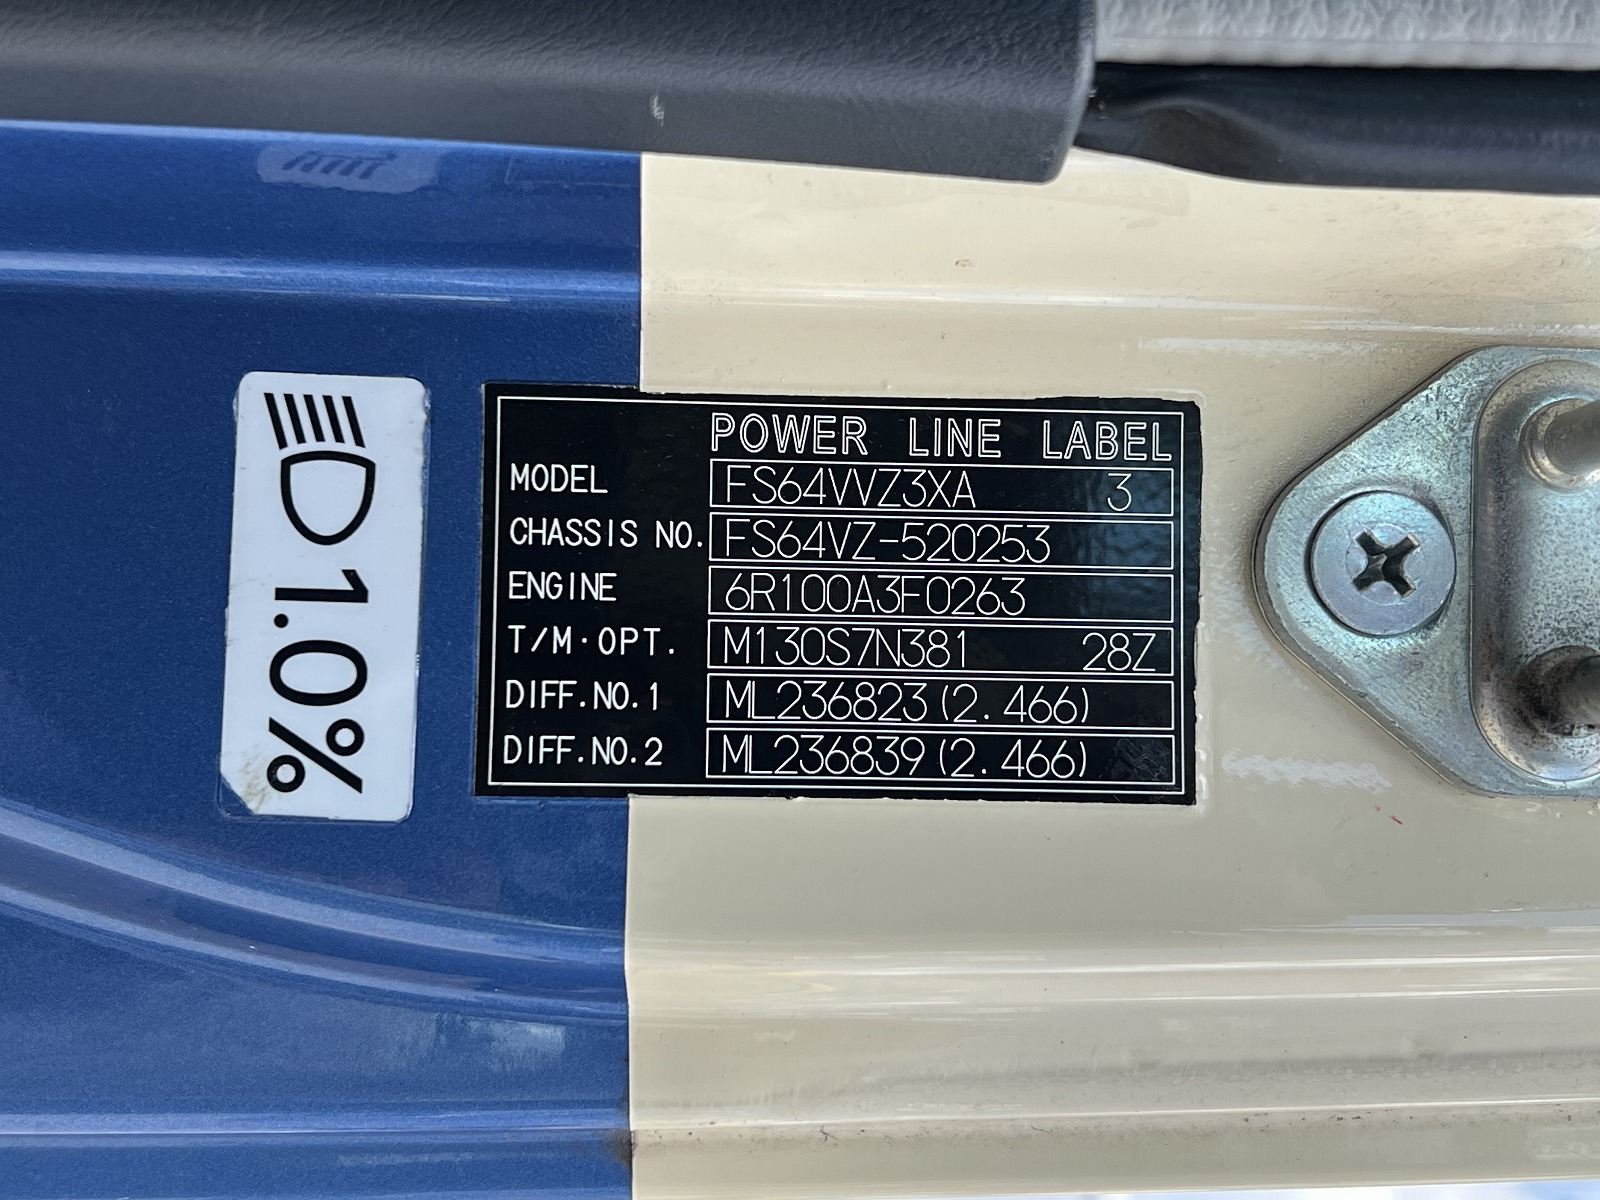 POWER LINE LABEL
MODEL FS64VVZ3XA 3
CHASSIS NO. FS64VZ-520253
ENGINE 6R100A3F0263
T/M·OPT. M130S7N381 28Z
DIFF.NO.1 ML236823(2.466)
DIFF.NO.2 ML236839(2.466)
1.0%